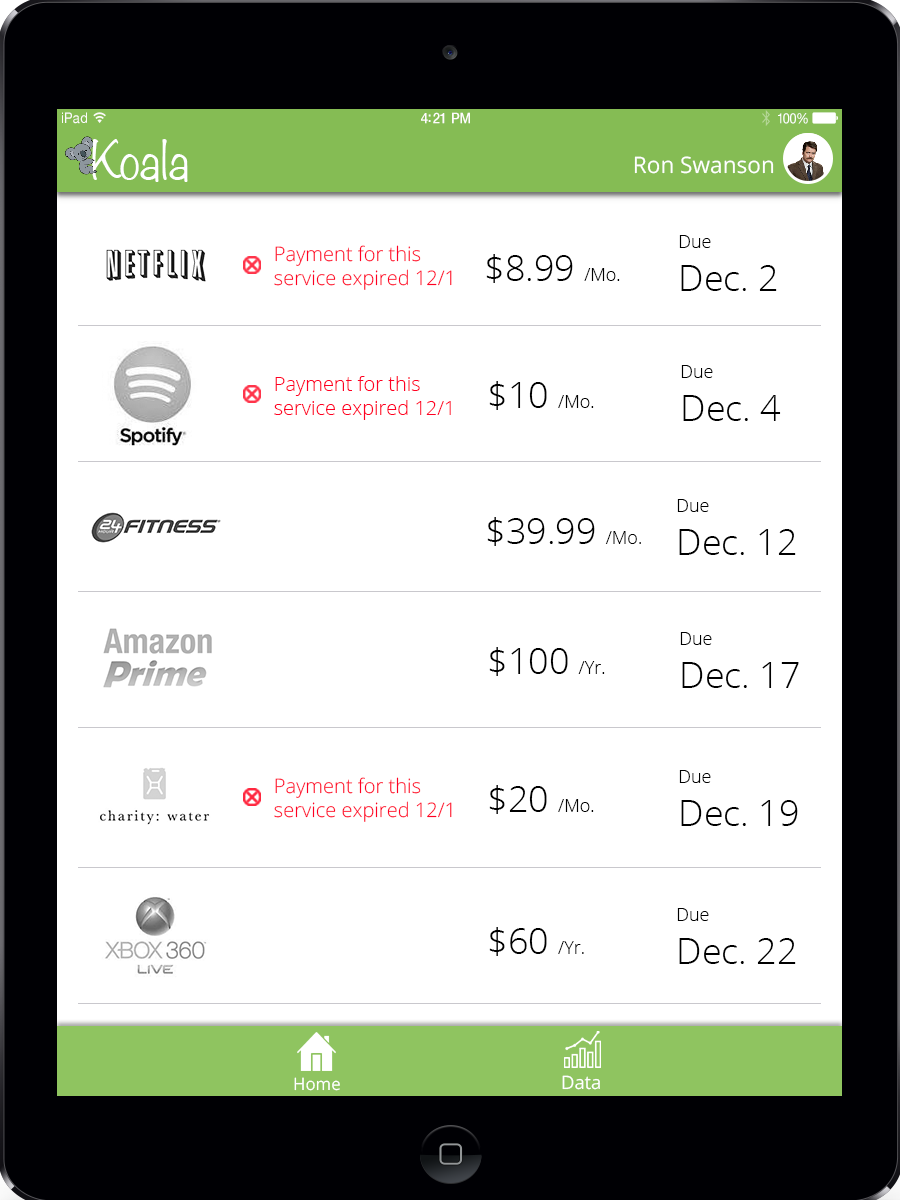 iPad 4:21 PM 100%
Koala Ron Swanson
NETFLIX
Payment for this
service expired 12/1
$8.99 /Mo.
Due
Dec. 2
Spotify
Payment for this
service expired 12/1
$10 /Mo.
Due
Dec. 4
24 HOUR FITNESS
$39.99 /Mo.
Due
Dec. 12
Amazon
Prime
$100 /Yr.
Due
Dec. 17
charity: water
Payment for this
service expired 12/1
$20 /Mo.
Due
Dec. 19
XBOX 360
LIVE
$60 /Yr.
Due
Dec. 22
Home
Data